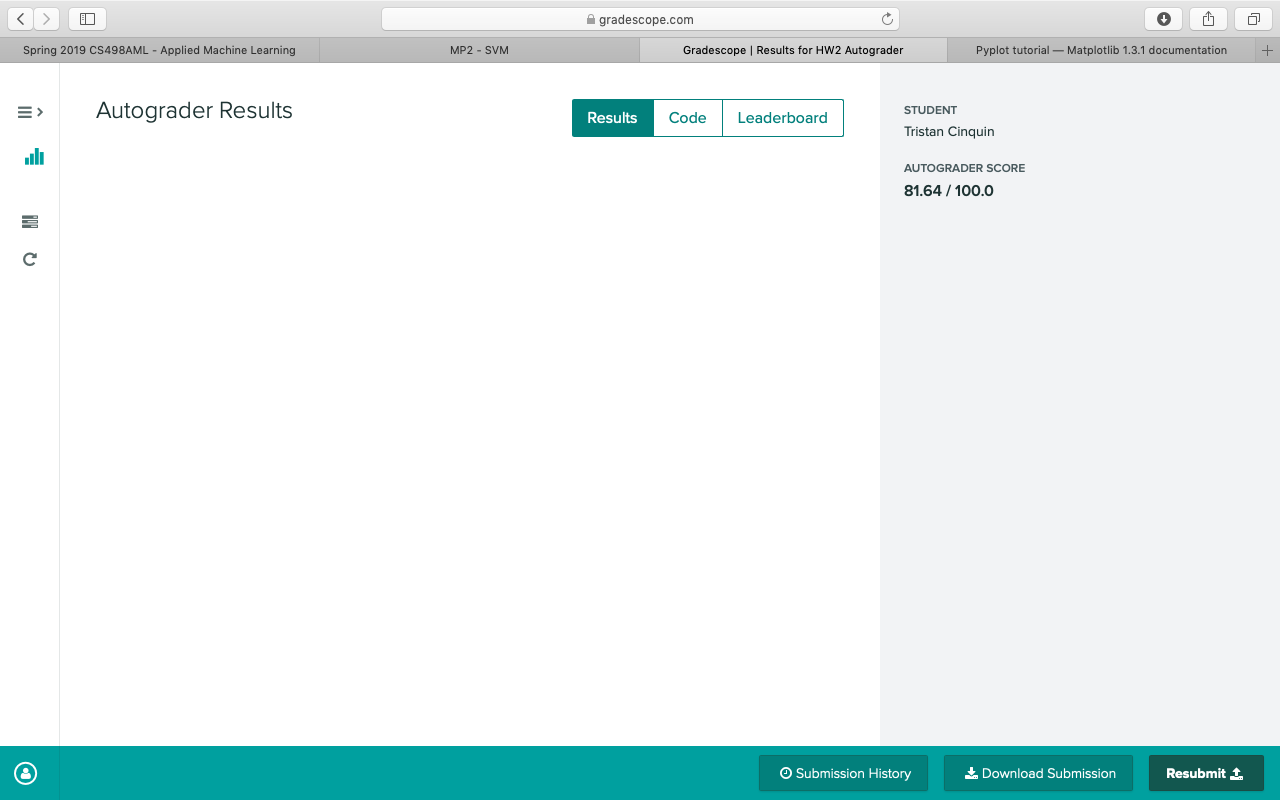 gradescope.com
Spring 2019 CS498AML - Applied Machine Learning
MP2 - SVM
Gradescope | Results for HW2 Autograder
Pyplot tutorial — Matplotlib 1.3.1 documentation
Autograder Results
Results
Code
Leaderboard
STUDENT
Tristan Cinquin
AUTOGRADER SCORE
81.64 / 100.0
Submission History
Download Submission
Resubmit